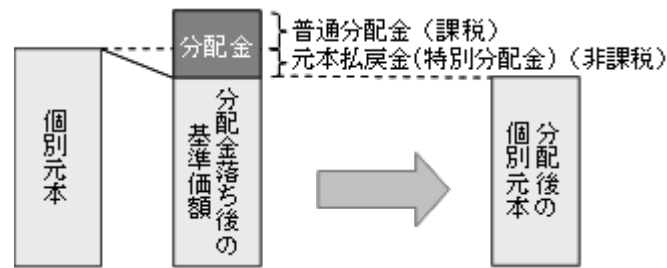 分配金
普通分配金（課税）
元本払戻金(特別分配金)（非課税）
個別元本
分配金落ち後の
基準価額
分配後の
個別元本